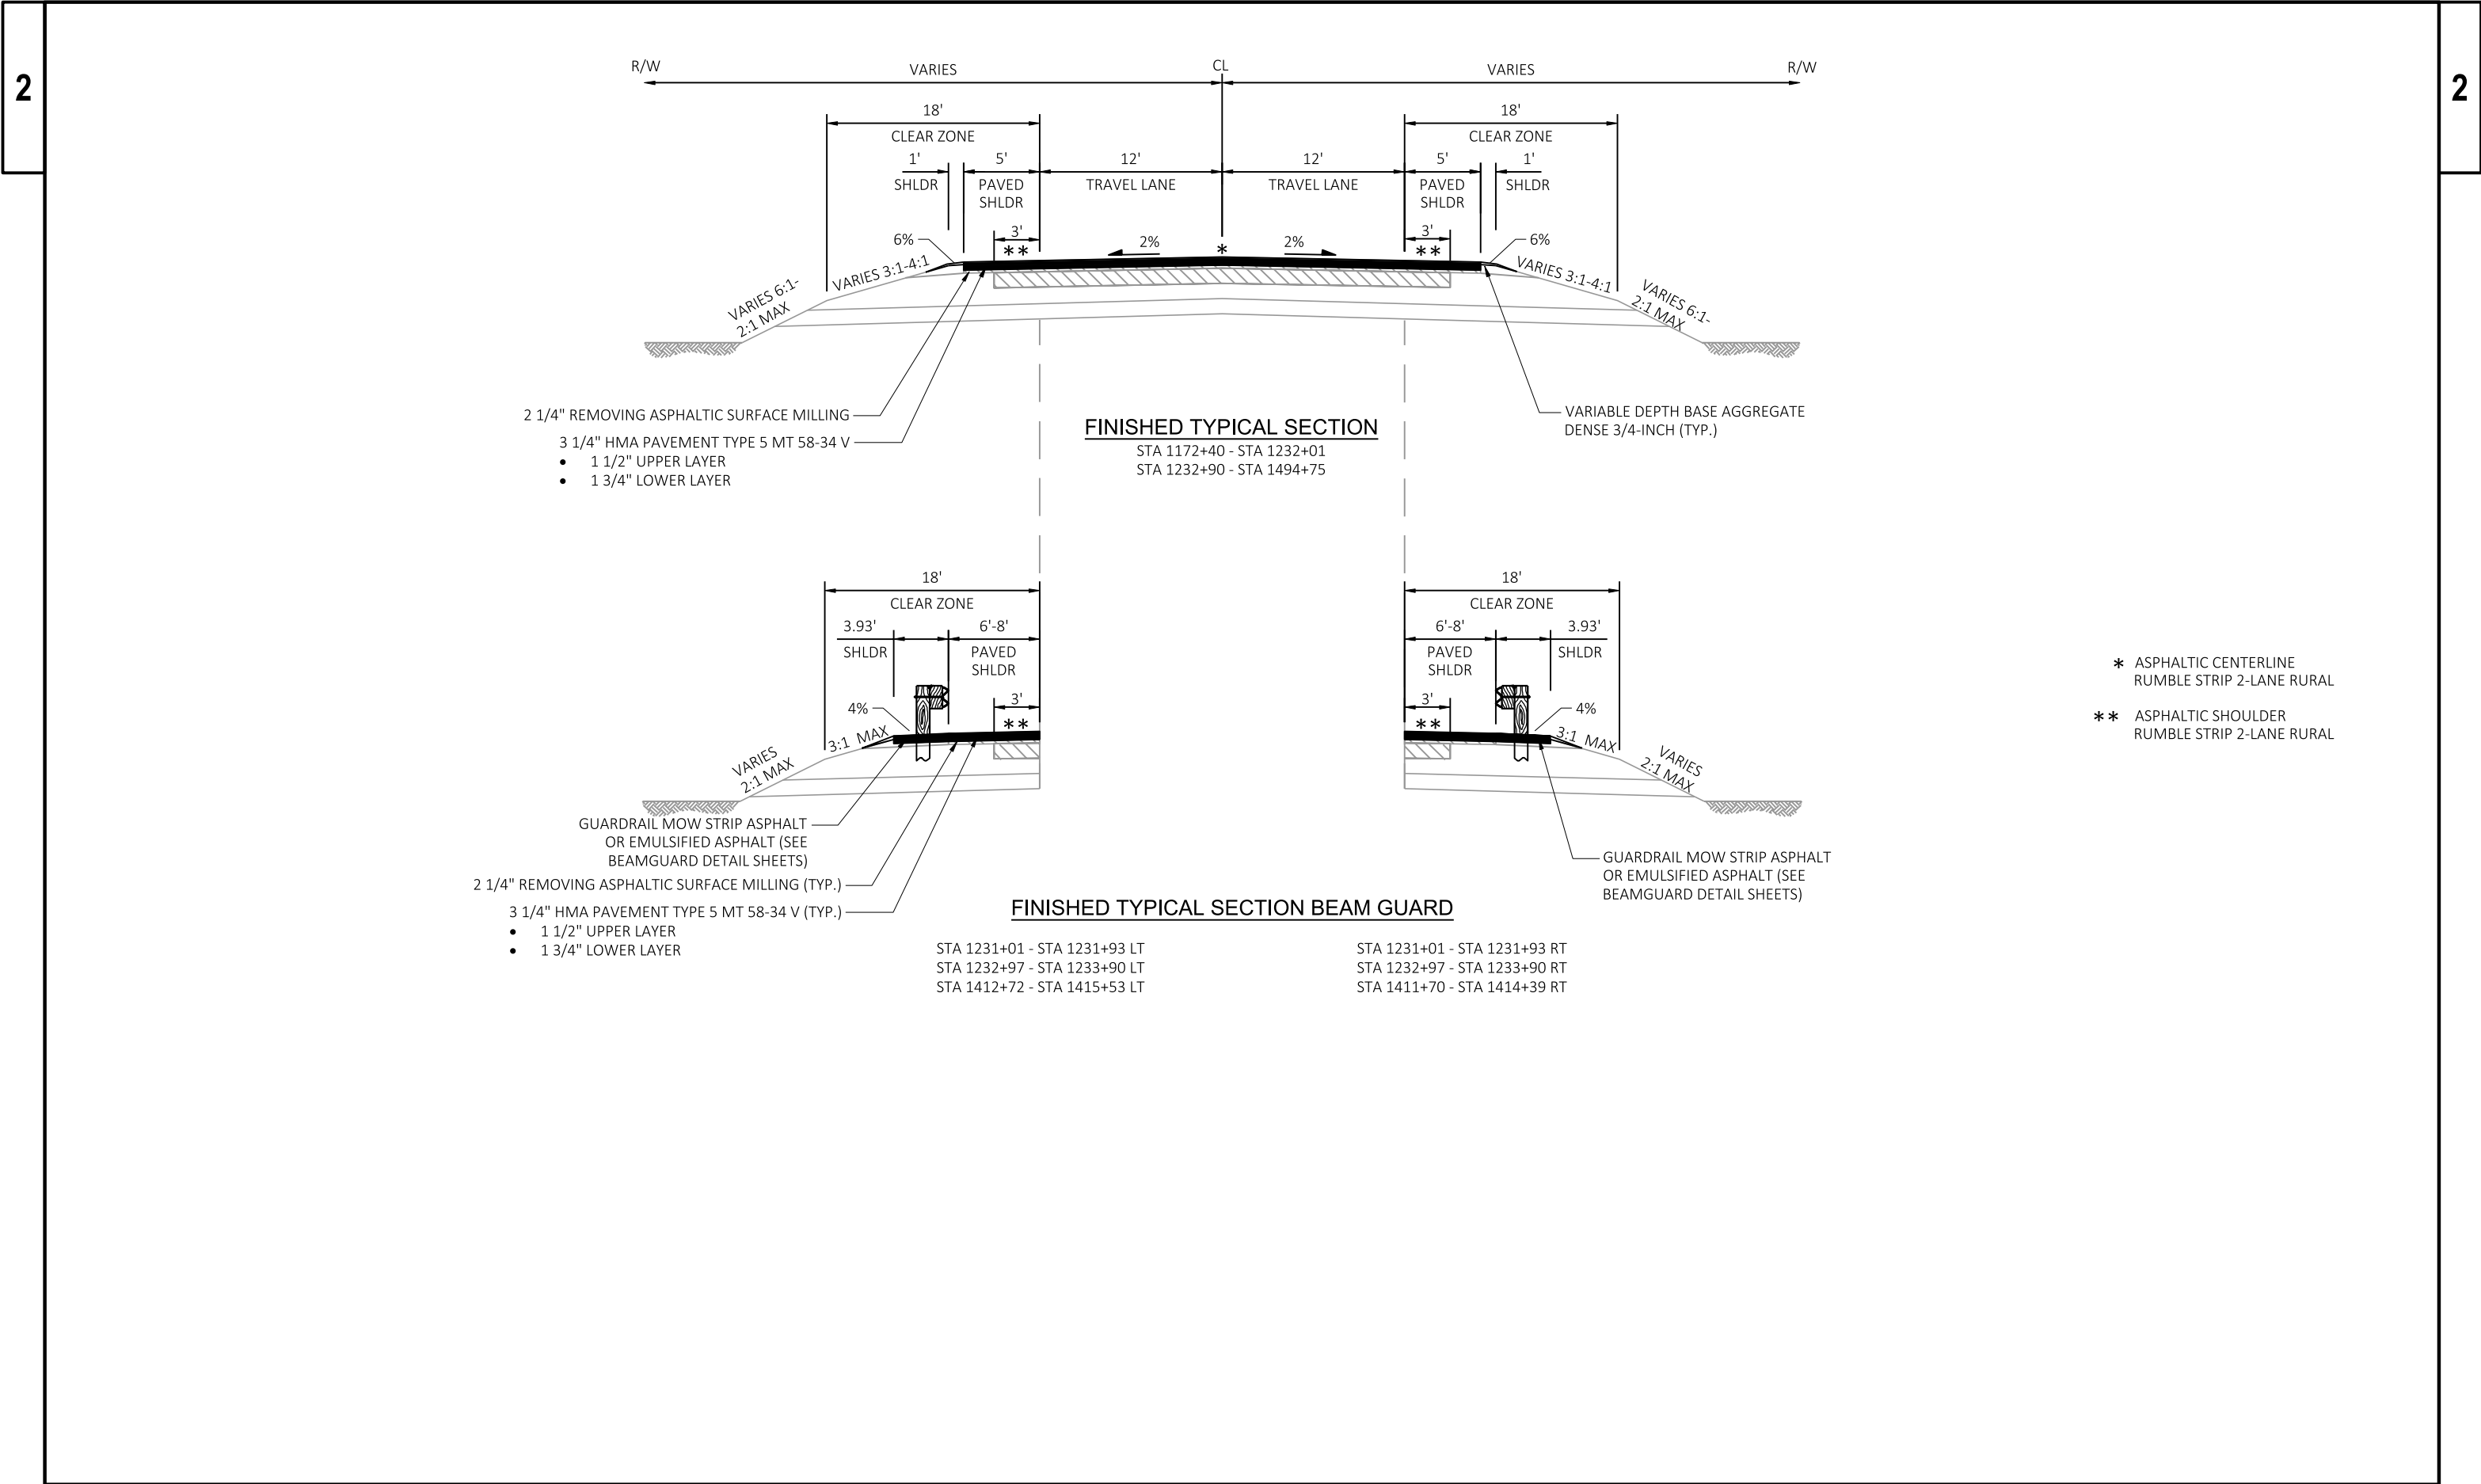 2
2
R/W
VARIES
CL
VARIES
R/W
18'
CLEAR ZONE
18'
CLEAR ZONE
1'
SHLDR
5'
PAVED
SHLDR
12'
TRAVEL LANE
12'
TRAVEL LANE
5'
PAVED
SHLDR
1'
SHLDR
6%
3'
**
2%
*
2%
3'
**
6%
VARIES 6:1-
2:1 MAX
VARIES 3:1-4:1
VARIES 3:1-4:1
VARIES 6:1-
2:1 MAX
2 1/4" REMOVING ASPHALTIC SURFACE MILLING
3 1/4" HMA PAVEMENT TYPE 5 MT 58-34 V
• 1 1/2" UPPER LAYER
• 1 3/4" LOWER LAYER
VARIABLE DEPTH BASE AGGREGATE
DENSE 3/4-INCH (TYP.)
FINISHED TYPICAL SECTION
STA 1172+40 - STA 1232+01
STA 1232+90 - STA 1494+75
18'
CLEAR ZONE
18'
CLEAR ZONE
3.93'
SHLDR
6'-8'
PAVED
SHLDR
6'-8'
PAVED
SHLDR
3.93'
SHLDR
4%
3'
**
3'
**
4%
VARIES
2:1 MAX
3:1 MAX
3:1 MAX
VARIES
2:1 MAX
* ASPHALTIC CENTERLINE
RUMBLE STRIP 2-LANE RURAL
** ASPHALTIC SHOULDER
RUMBLE STRIP 2-LANE RURAL
GUARDRAIL MOW STRIP ASPHALT
OR EMULSIFIED ASPHALT (SEE
BEAMGUARD DETAIL SHEETS)
2 1/4" REMOVING ASPHALTIC SURFACE MILLING (TYP.)
3 1/4" HMA PAVEMENT TYPE 5 MT 58-34 V (TYP.)
• 1 1/2" UPPER LAYER
• 1 3/4" LOWER LAYER
GUARDRAIL MOW STRIP ASPHALT
OR EMULSIFIED ASPHALT (SEE
BEAMGUARD DETAIL SHEETS)
FINISHED TYPICAL SECTION BEAM GUARD
STA 1231+01 - STA 1231+93 LT
STA 1232+97 - STA 1233+90 LT
STA 1412+72 - STA 1415+53 LT
STA 1231+01 - STA 1231+93 RT
STA 1232+97 - STA 1233+90 RT
STA 1411+70 - STA 1414+39 RT